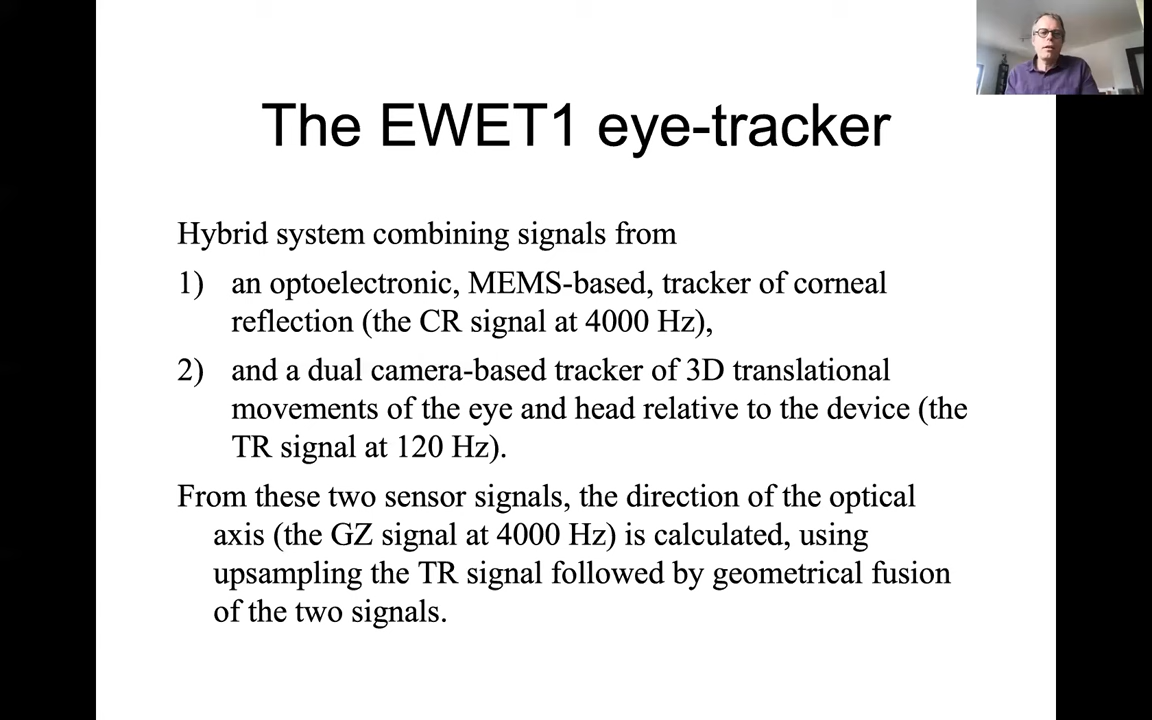 The EWET1 eye-tracker
Hybrid system combining signals from
1) an optoelectronic, MEMS-based, tracker of corneal
reflection (the CR signal at 4000 Hz),
2) and a dual camera-based tracker of 3D translational
movements of the eye and head relative to the device (the
TR signal at 120 Hz).
From these two sensor signals, the direction of the optical
axis (the GZ signal at 4000 Hz) is calculated, using
upsampling the TR signal followed by geometrical fusion
of the two signals.